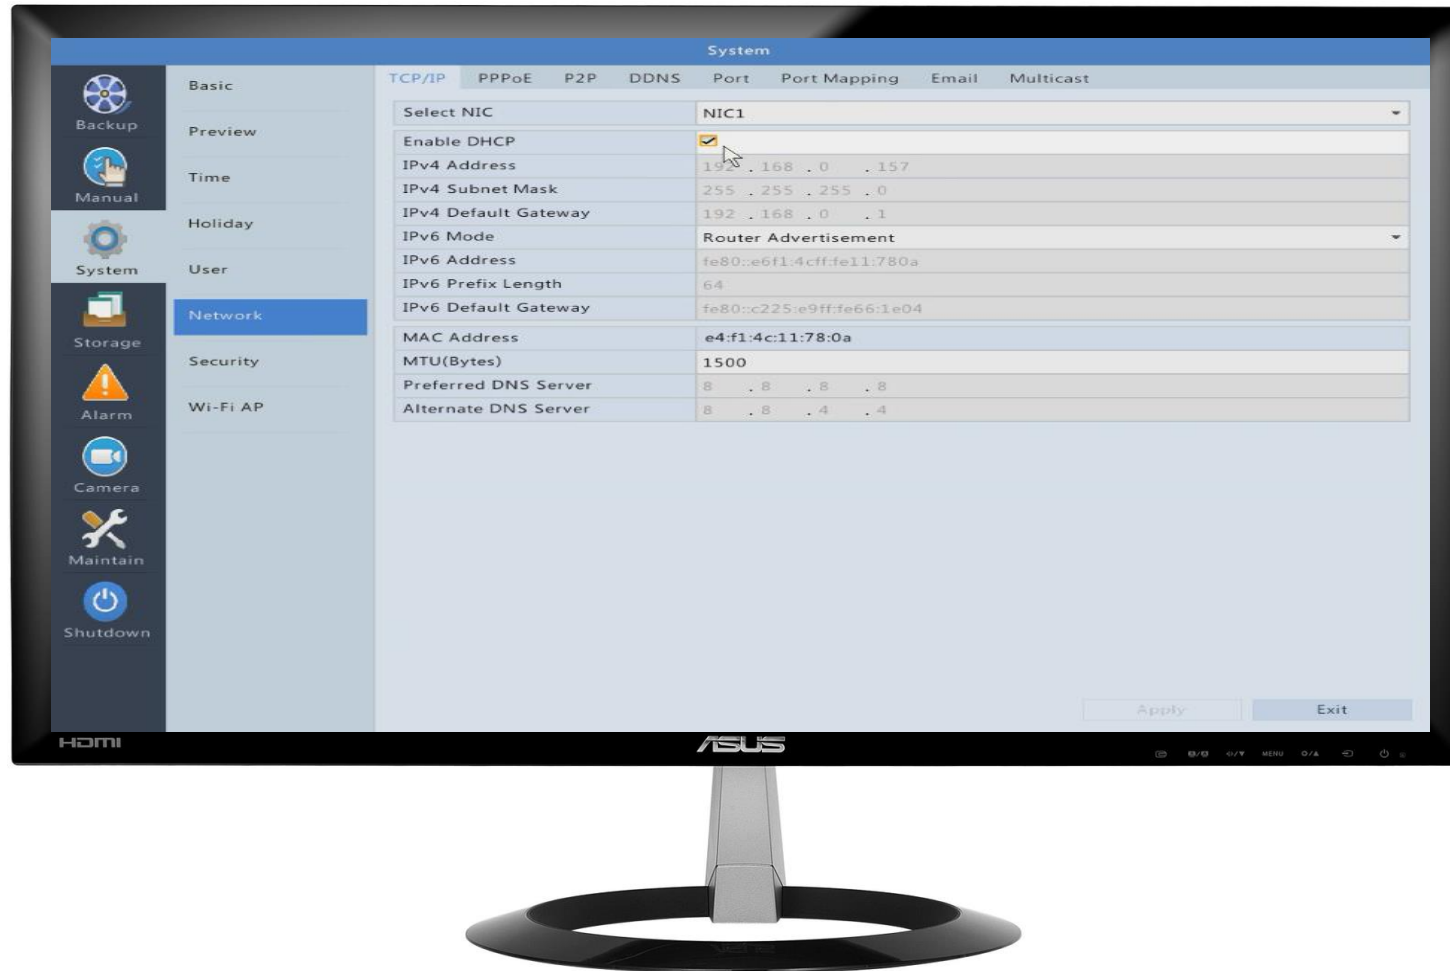 System
Backup
Manual
System
Storage
Alarm
Camera
Maintain
Shutdown
Basic
Preview
Time
Holiday
User
Network
Security
Wi-Fi AP
TCP/IP PPPoE P2P DDNS Port Port Mapping Email Multicast
Select NIC NIC1
Enable DHCP
IPv4 Address 192 . 168 . 0 . 157
IPv4 Subnet Mask 255 . 255 . 255 . 0
IPv4 Default Gateway 192 . 168 . 0 . 1
IPv6 Mode Router Advertisement
IPv6 Address fe80::e6f1:4cff:fe11:780a
IPv6 Prefix Length 64
IPv6 Default Gateway fe80::c225:e9ff:fe66:1e04
MAC Address e4:f1:4c:11:78:0a
MTU(Bytes) 1500
Preferred DNS Server 8 . 8 . 8 . 8
Alternate DNS Server 8 . 8 . 4 . 4
Apply Exit
HDMI ASUS MENU